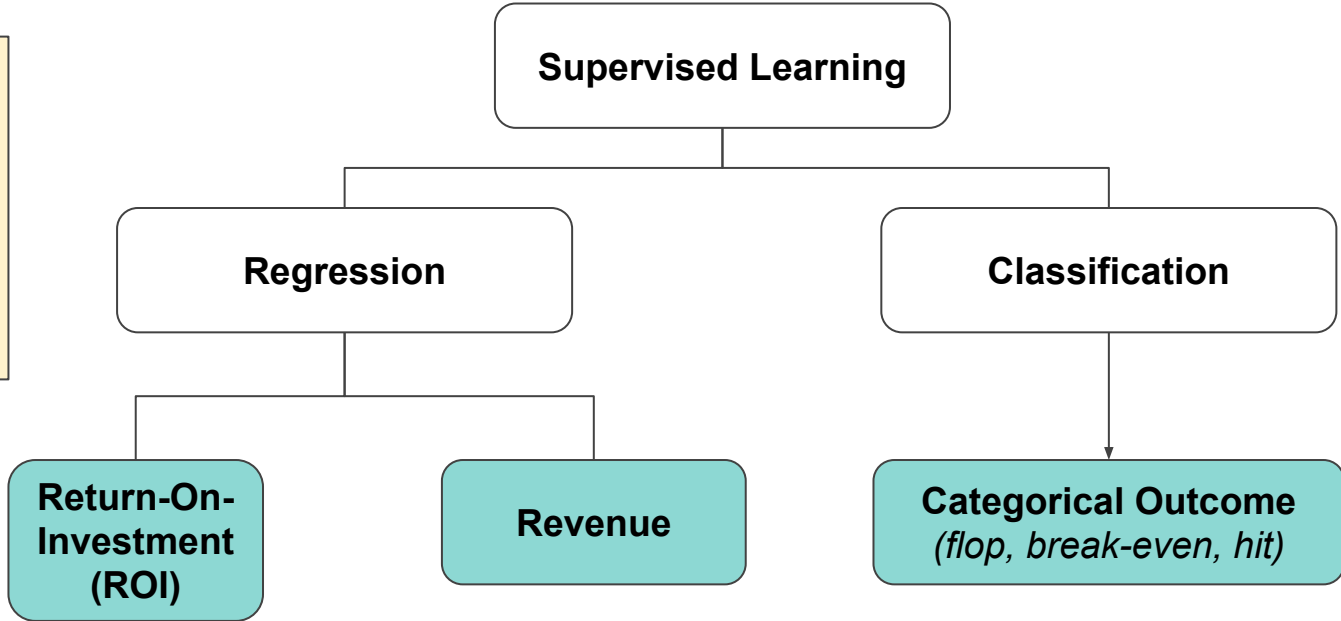 Supervised Learning
Regression
Classification
Return-On-
Investment
(ROI)
Revenue
Categorical Outcome
(flop, break-even, hit)